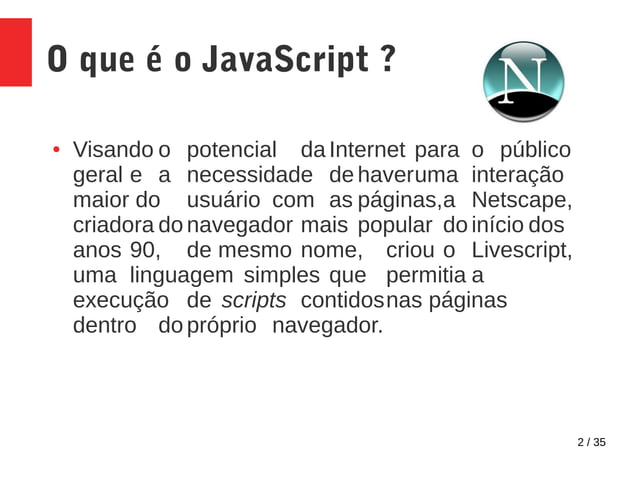 O que é o JavaScript ?
N
• Visando o potencial da Internet para o público
geral e a necessidade de haver uma interação
maior do usuário com as páginas, a Netscape,
criadora do navegador mais popular do início dos
anos 90, de mesmo nome, criou o Livescript,
uma linguagem simples que permitia a
execução de scripts contidos nas páginas
dentro do próprio navegador.
2 / 35